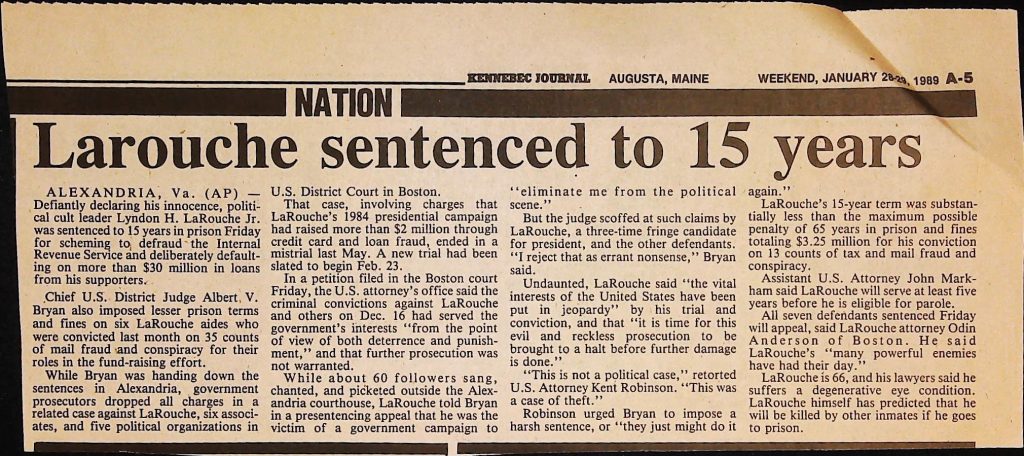 KENNEBEC JOURNAL AUGUSTA, MAINE WEEKEND, JANUARY 28-29, 1989 A-5
NATION
Larouche sentenced to 15 years
ALEXANDRIA, Va. (AP) —
Defiantly declaring his innocence, politi-
cal cult leader Lyndon H. LaRouche Jr.
was sentenced to 15 years in prison Friday
for scheming to defraud the Internal
Revenue Service and deliberately default-
ing on more than $30 million in loans
from his supporters.
Chief U.S. District Judge Albert V.
Bryan also imposed lesser prison terms
and fines on six LaRouche aides who
were convicted last month on 35 counts
of mail fraud and conspiracy for their
roles in the fund-raising effort.
While Bryan was handing down the
sentences in Alexandria, government
prosecutors dropped all charges in a
related case against LaRouche, six associ-
ates, and five political organizations in
U.S. District Court in Boston.
That case, involving charges that
LaRouche's 1984 presidential campaign
had raised more than $2 million through
credit card and loan fraud, ended in a
mistrial last May. A new trial had been
slated to begin Feb. 23.
In a petition filed in the Boston court
Friday, the U.S. attorney's office said the
criminal convictions against LaRouche
and others on Dec. 16 had served the
government's interests "from the point
of view of both deterrence and punish-
ment," and that further prosecution was
not warranted.
While about 60 followers sang,
chanted, and picketed outside the Alex-
andria courthouse, LaRouche told Bryan
in a presentencing appeal that he was the
victim of a government campaign to
"eliminate me from the political
scene."
But the judge scoffed at such claims by
LaRouche, a three-time fringe candidate
for president, and the other defendants.
"I reject that as errant nonsense," Bryan
said.
Undaunted, LaRouche said "the vital
interests of the United States have been
put in jeopardy" by his trial and
conviction, and that "it is time for this
evil and reckless prosecution to be
brought to a halt before further damage
is done."
"This is not a political case," retorted
U.S. Attorney Kent Robinson. "This was
a case of theft."
Robinson urged Bryan to impose a
harsh sentence, or "they just might do it
again."
LaRouche's 15-year term was substan-
tially less than the maximum possible
penalty of 65 years in prison and fines
totaling $3.25 million for his conviction
on 13 counts of tax and mail fraud and
conspiracy.
Assistant U.S. Attorney John Mark-
ham said LaRouche will serve at least five
years before he is eligible for parole.
All seven defendants sentenced Friday
will appeal, said LaRouche attorney Odin
Anderson of Boston. He said
LaRouche's "many powerful enemies
have had their day."
LaRouche is 66, and his lawyers said he
suffers a degenerative eye condition.
LaRouche himself has predicted that he
will be killed by other inmates if he goes
to prison.